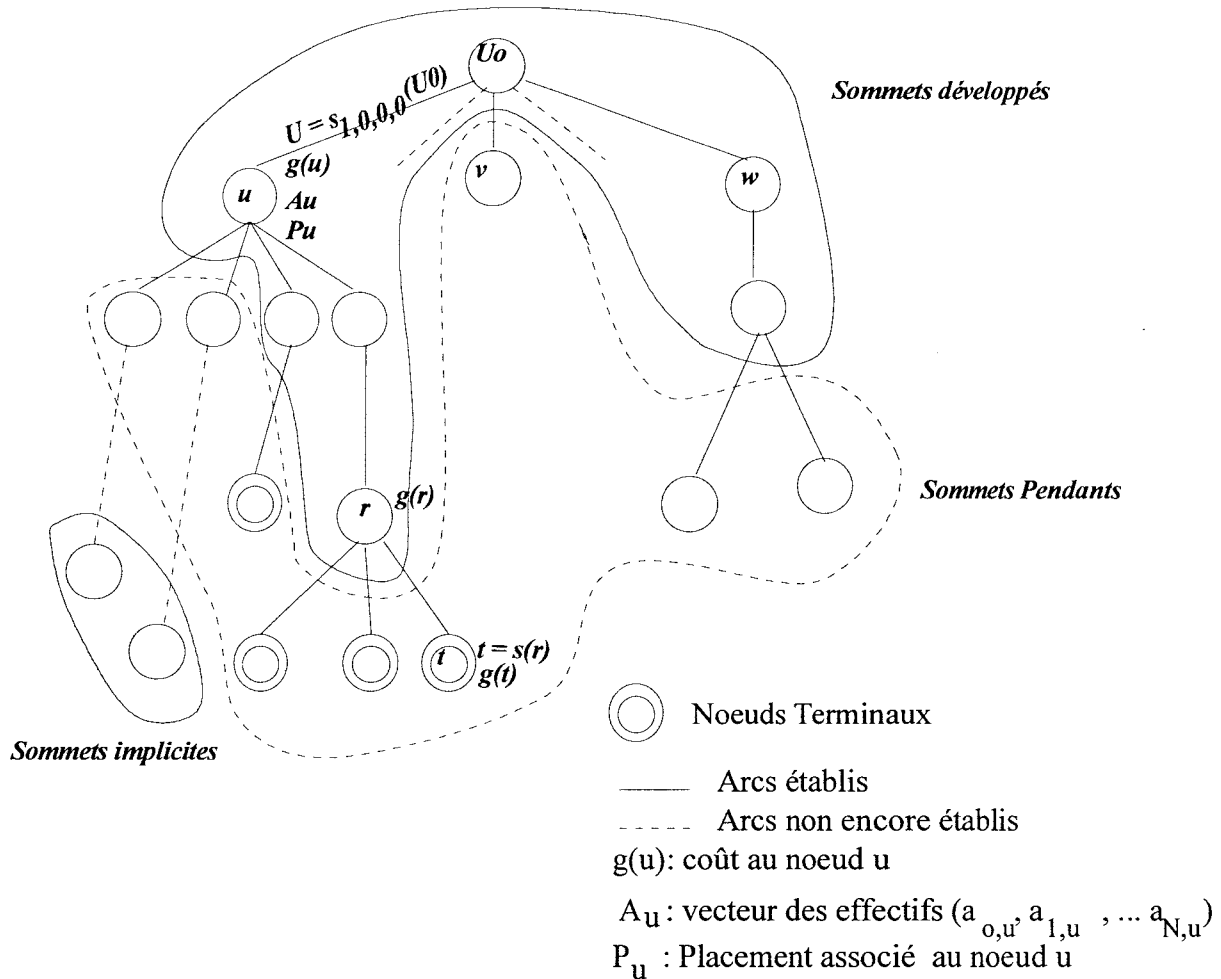 Uo
Sommets développés
U = s1,0,0,0(U0)
g(u)
u
Au
Pu
v
w
r
g(r)
Sommets Pendants
t
t = s(r)
g(t)
Sommets implicites
Noeuds Terminaux
Arcs établis
Arcs non encore établis
g(u): coût au noeud u
Au : vecteur des effectifs (ao,u, a1,u , ... aN,u)
Pu : Placement associé au noeud u